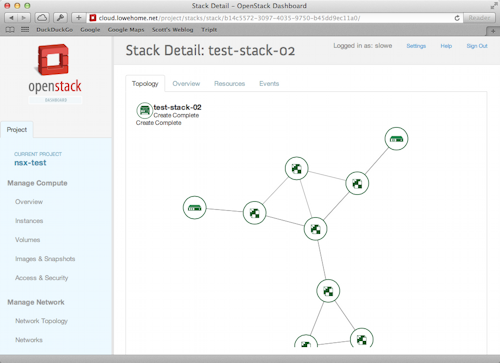 Stack Detail – OpenStack Dashboard
cloud.lowehome.net/project/stacks/stack/b14c5572-3097-4035-9750-b45dd9ec11a0/
Reader
DuckDuckGo
Google
Google Maps
Scott's Blog
TripIt
openstack
DASHBOARD
Stack Detail: test-stack-02
Logged in as: slowe
Settings
Help
Sign Out
Project
CURRENT PROJECT
nsx-test
Manage Compute
Overview
Instances
Volumes
Images & Snapshots
Access & Security
Manage Network
Network Topology
Networks
Topology
Overview
Resources
Events
test-stack-02
Create Complete
Create Complete